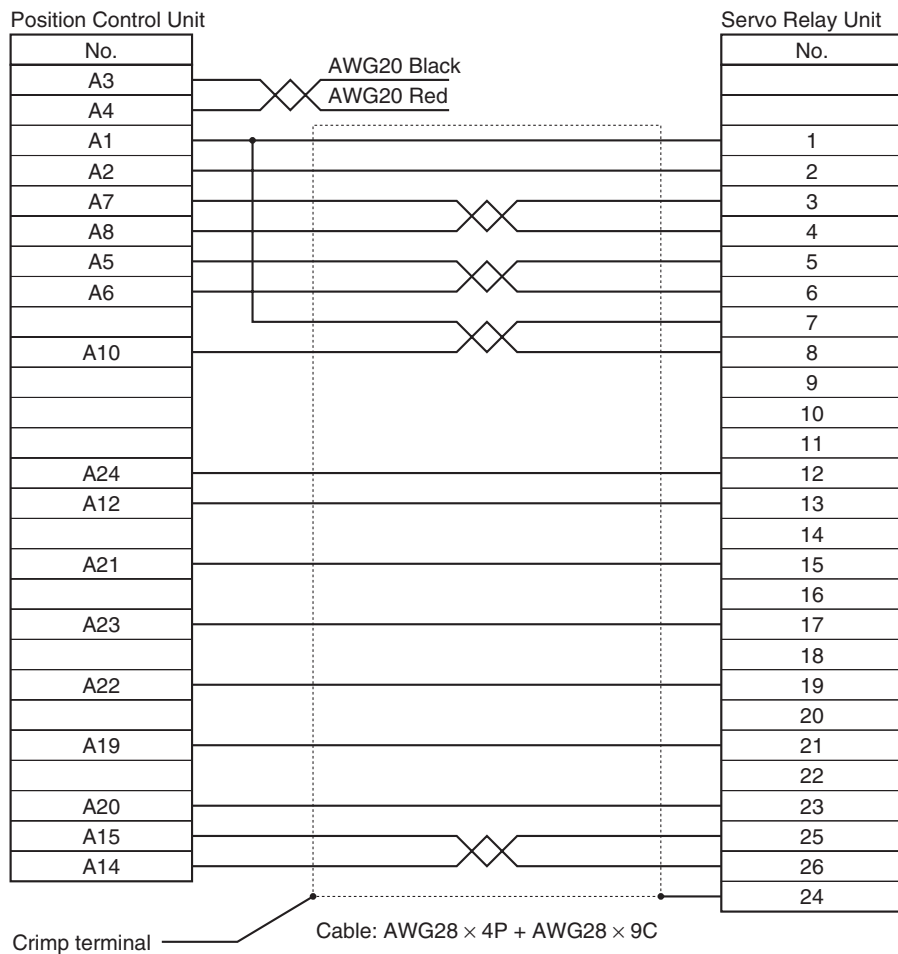 Position Control Unit Servo Relay Unit
No. No.
AWG20 Black
A3
AWG20 Red
A4
A1 1
A2 2
A7 3
A8 4
A5 5
A6 6
7
A10 8
9
10
11
A24 12
A12 13
14
A21 15
16
A23 17
18
A22 19
20
A19 21
22
A20 23
A15 25
A14 26
24
Cable: AWG28 × 4P + AWG28 × 9C
Crimp terminal